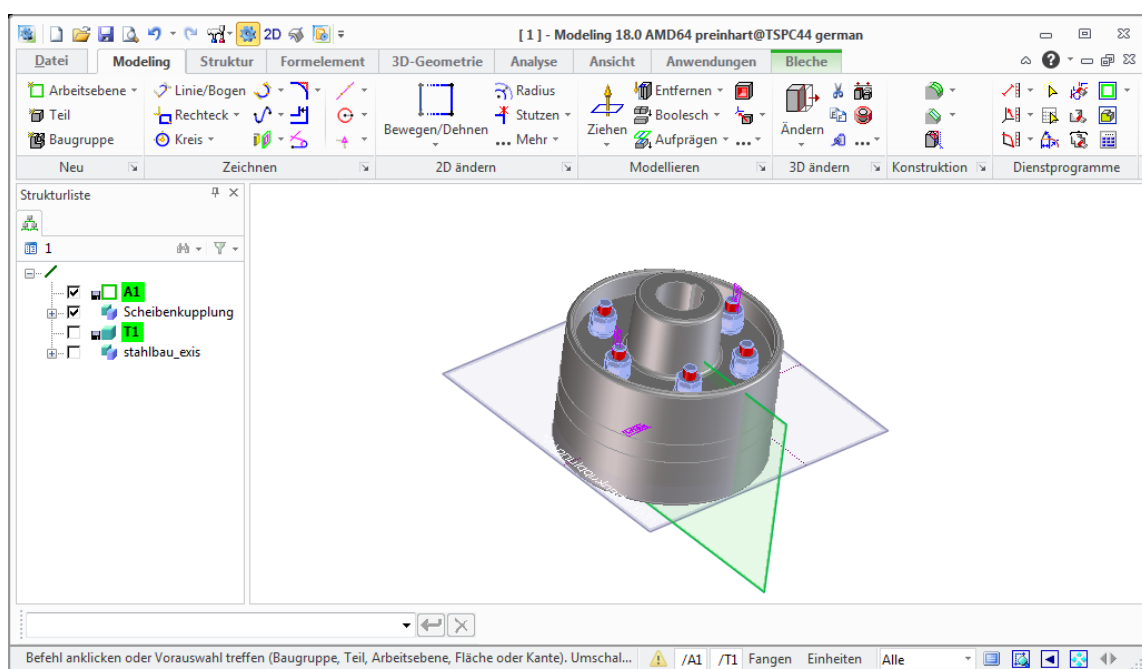 2D
[ 1 ] - Modeling 18.0 AMD64 preinhart@TSPC44 german
Datei Modeling Struktur Formelement 3D-Geometrie Analyse Ansicht Anwendungen Bleche
Arbeitsebene Linie/Bogen Radius Entfernen
Teil Rechteck Stutzen Boolesch
Baugruppe Kreis Bewegen/Dehnen ... Mehr Ziehen Aufprägen ... Ändern ...
Neu Zeichnen 2D ändern Modellieren 3D ändern Konstruktion Dienstprogramme
Strukturliste
1
A1
Scheibenkupplung
T1
stahlbau_exis
Befehl anklicken oder Vorauswahl treffen (Baugruppe, Teil, Arbeitsebene, Fläche oder Kante). Umschal... /A1 /T1 Fangen Einheiten Alle